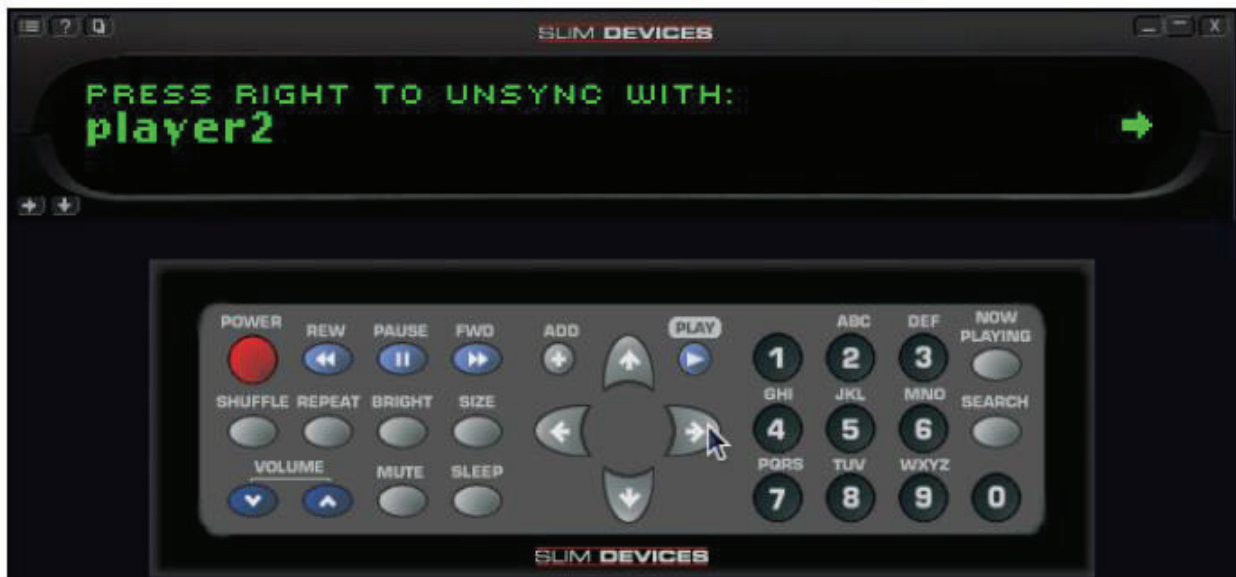 ?
SLIM DEVICES
X
PRESS RIGHT TO UNSYNC WITH:
player2
POWER REW PAUSE FWD ADD PLAY ABC DEF NOW PLAYING
1 2 3
SHUFFLE REPEAT BRIGHT SIZE GHI JKL MNO SEARCH
4 5 6
VOLUME MUTE SLEEP PQRS TUV WXYZ
7 8 9 0
SLIM DEVICES